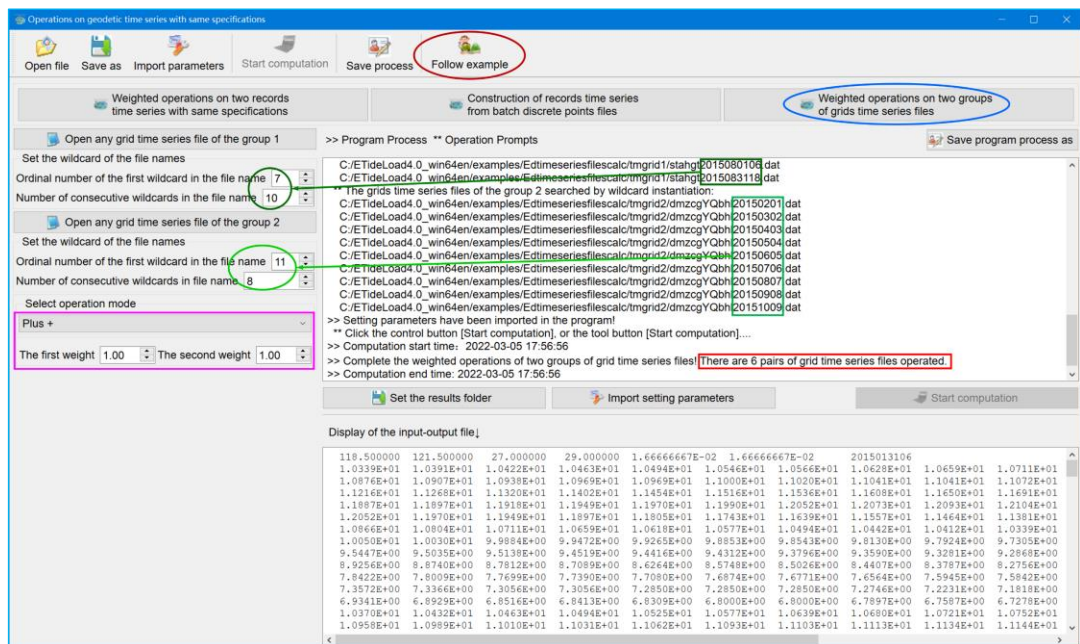 Operations on geodetic time series with same specifications
Open file Save as Import parameters Start computation Save process Follow example
Weighted operations on two records
time series with same specifications
Construction of records time series
from batch discrete points files
Weighted operations on two groups
of grids time series files
Open any grid time series file of the group 1
Set the wildcard of the file names
Ordinal number of the first wildcard in the file name 7
Number of consecutive wildcards in the file name 10
Open any grid time series file of the group 2
Set the wildcard of the file names
Ordinal number of the first wildcard in the file name 11
Number of consecutive wildcards in file name 8
Select operation mode
Plus +
The first weight 1.00 The second weight 1.00
>> Program Process ** Operation Prompts
Save program process as
C:/ETideLoad4.0_win64en/examples/Edtimeseriesfilescalc/tmgrid1/stahgt2015080106.dat
C:/ETideLoad4.0_win64en/examples/Edtimeseriesfilescalc/tmgrid1/stahgt2015083118.dat
** The grids time series files of the group 2 searched by wildcard instantiation:
C:/ETideLoad4.0_win64en/examples/Edtimeseriesfilescalc/tmgrid2/dmzcgYQbhl20150201.dat
C:/ETideLoad4.0_win64en/examples/Edtimeseriesfilescalc/tmgrid2/dmzcgYQbhl20150302.dat
C:/ETideLoad4.0_win64en/examples/Edtimeseriesfilescalc/tmgrid2/dmzcgYQbhl20150403.dat
C:/ETideLoad4.0_win64en/examples/Edtimeseriesfilescalc/tmgrid2/dmzcgYQbhl20150504.dat
C:/ETideLoad4.0_win64en/examples/Edtimeseriesfilescalc/tmgrid2/dmzcgYQbhl20150605.dat
C:/ETideLoad4.0_win64en/examples/Edtimeseriesfilescalc/tmgrid2/dmzcgYQbhl20150706.dat
C:/ETideLoad4.0_win64en/examples/Edtimeseriesfilescalc/tmgrid2/dmzcgYQbhl20150807.dat
C:/ETideLoad4.0_win64en/examples/Edtimeseriesfilescalc/tmgrid2/dmzcgYQbhl20150908.dat
C:/ETideLoad4.0_win64en/examples/Edtimeseriesfilescalc/tmgrid2/dmzcgYQbhl20151009.dat
>> Setting parameters have been imported in the program!
** Click the control button [Start computation], or the tool button [Start computation]....
>> Computation start time: 2022-03-05 17:56:56
>> Complete the weighted operations of two groups of grid time series files! There are 6 pairs of grid time series files operated.
>> Computation end time: 2022-03-05 17:56:56
Set the results folder Import setting parameters Start computation
Display of the input-output file↓
118.500000 121.500000 27.000000 29.000000 1.66666667E-02 1.66666667E-02 2015013106
1.0339E+01 1.0391E+01 1.0422E+01 1.0463E+01 1.0494E+01 1.0546E+01 1.0566E+01 1.0628E+01 1.0659E+01 1.0711E+01
1.0876E+01 1.0907E+01 1.0938E+01 1.0969E+01 1.0969E+01 1.1000E+01 1.1020E+01 1.1041E+01 1.1041E+01 1.1072E+01
1.1216E+01 1.1268E+01 1.1320E+01 1.1402E+01 1.1454E+01 1.1516E+01 1.1536E+01 1.1608E+01 1.1650E+01 1.1691E+01
1.1887E+01 1.1897E+01 1.1918E+01 1.1949E+01 1.1970E+01 1.1990E+01 1.2052E+01 1.2073E+01 1.2093E+01 1.2104E+01
1.2052E+01 1.1970E+01 1.1949E+01 1.1897E+01 1.1805E+01 1.1743E+01 1.1639E+01 1.1557E+01 1.1464E+01 1.1381E+01
1.0866E+01 1.0804E+01 1.0711E+01 1.0659E+01 1.0618E+01 1.0577E+01 1.0494E+01 1.0442E+01 1.0412E+01 1.0339E+01
1.0050E+01 1.0030E+01 9.9884E+00 9.9472E+00 9.9265E+00 9.8853E+00 9.8543E+00 9.8130E+00 9.7924E+00 9.7305E+00
9.5447E+00 9.5035E+00 9.5138E+00 9.4519E+00 9.4416E+00 9.4312E+00 9.3796E+00 9.3590E+00 9.3281E+00 9.2868E+00
8.9256E+00 8.8740E+00 8.7812E+00 8.7089E+00 8.6264E+00 8.5748E+00 8.5026E+00 8.4407E+00 8.3787E+00 8.2756E+00
7.8422E+00 7.8009E+00 7.7699E+00 7.7390E+00 7.7080E+00 7.6874E+00 7.6771E+00 7.6564E+00 7.5945E+00 7.5842E+00
7.3572E+00 7.3366E+00 7.3056E+00 7.3056E+00 7.2850E+00 7.2850E+00 7.2850E+00 7.2746E+00 7.2231E+00 7.1818E+00
6.9341E+00 6.8929E+00 6.8516E+00 6.8413E+00 6.8309E+00 6.8000E+00 6.8000E+00 6.7897E+00 6.7587E+00 6.7278E+00
1.0370E+01 1.0432E+01 1.0463E+01 1.0494E+01 1.0525E+01 1.0577E+01 1.0639E+01 1.0680E+01 1.0721E+01 1.0752E+01
1.0958E+01 1.0989E+01 1.1010E+01 1.1031E+01 1.1062E+01 1.1093E+01 1.1103E+01 1.1113E+01 1.1134E+01 1.1144E+01